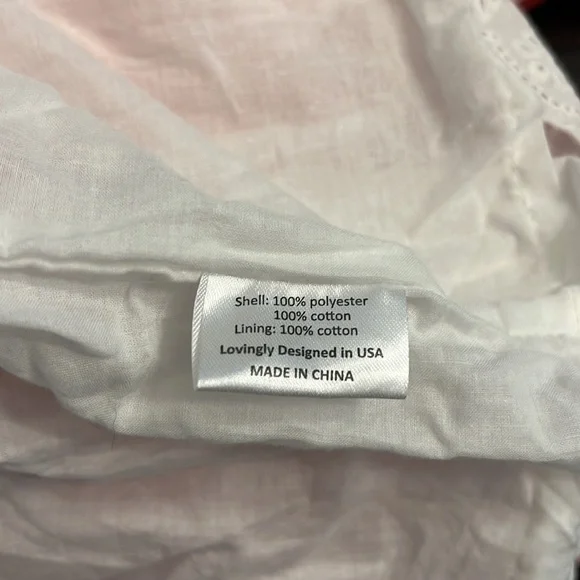 Shell: 100% polyester
100% cotton
Lining: 100% cotton
Lovingly Designed in USA
MADE IN CHINA